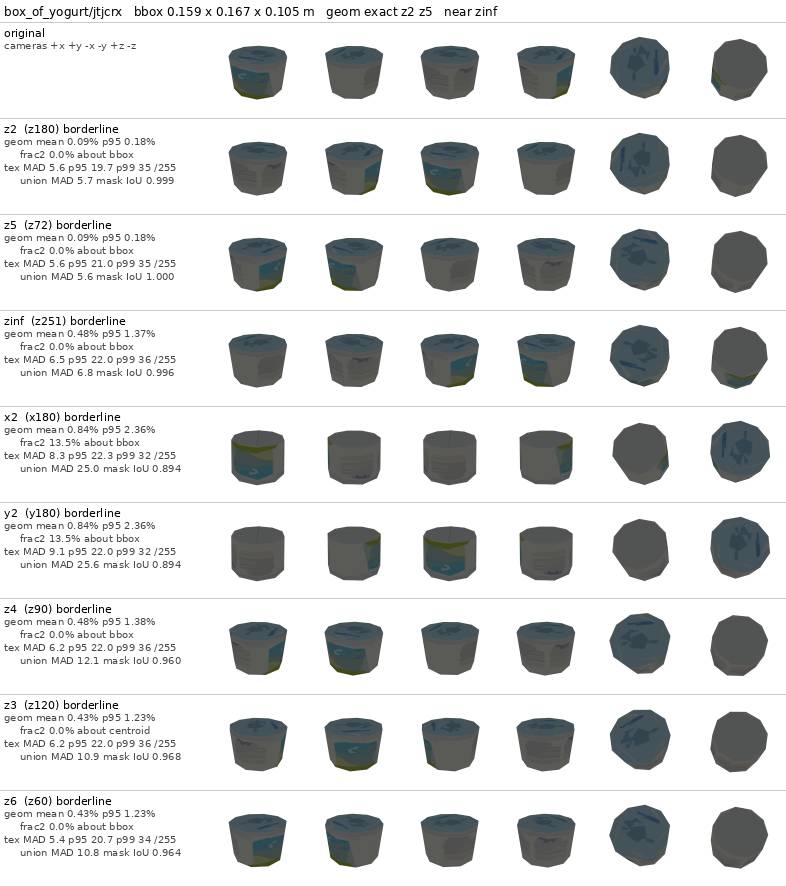 box_of_yogurt/jtjcrx bbox 0.159 x 0.167 x 0.105 m geom exact z2 z5 near zinf
original
cameras +x +y -x -y +z -z
z2 (z180) borderline
geom mean 0.09% p95 0.18%
frac2 0.0% about bbox
tex MAD 5.6 p95 19.7 p99 35 /255
union MAD 5.7 mask IoU 0.999
z5 (z72) borderline
geom mean 0.09% p95 0.18%
frac2 0.0% about bbox
tex MAD 5.6 p95 21.0 p99 35 /255
union MAD 5.6 mask IoU 1.000
zinf (z251) borderline
geom mean 0.48% p95 1.37%
frac2 0.0% about bbox
tex MAD 6.5 p95 22.0 p99 36 /255
union MAD 6.8 mask IoU 0.996
x2 (x180) borderline
geom mean 0.84% p95 2.36%
frac2 13.5% about bbox
tex MAD 8.3 p95 22.3 p99 32 /255
union MAD 25.0 mask IoU 0.894
y2 (y180) borderline
geom mean 0.84% p95 2.36%
frac2 13.5% about bbox
tex MAD 9.1 p95 22.0 p99 32 /255
union MAD 25.6 mask IoU 0.894
z4 (z90) borderline
geom mean 0.48% p95 1.38%
frac2 0.0% about bbox
tex MAD 6.2 p95 22.0 p99 36 /255
union MAD 12.1 mask IoU 0.960
z3 (z120) borderline
geom mean 0.43% p95 1.23%
frac2 0.0% about centroid
tex MAD 6.2 p95 22.0 p99 36 /255
union MAD 10.9 mask IoU 0.968
z6 (z60) borderline
geom mean 0.43% p95 1.23%
frac2 0.0% about bbox
tex MAD 5.4 p95 20.7 p99 34 /255
union MAD 10.8 mask IoU 0.964